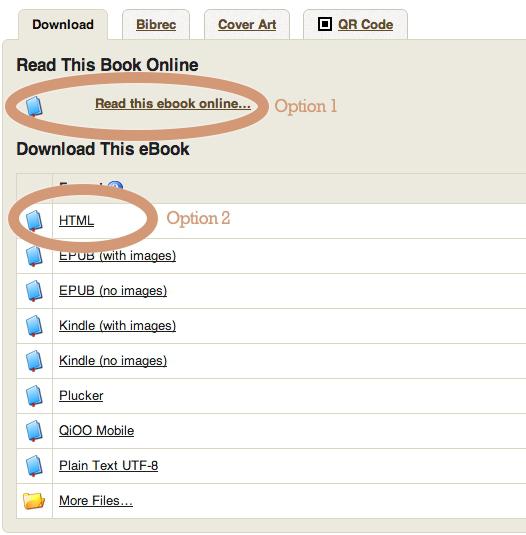 Download Bibrec Cover Art QR Code
Read This Book Online
Read this ebook online... Option 1
Download This eBook
HTML Option 2
EPUB (with images)
EPUB (no images)
Kindle (with images)
Kindle (no images)
Plucker
QiOO Mobile
Plain Text UTF-8
More Files...